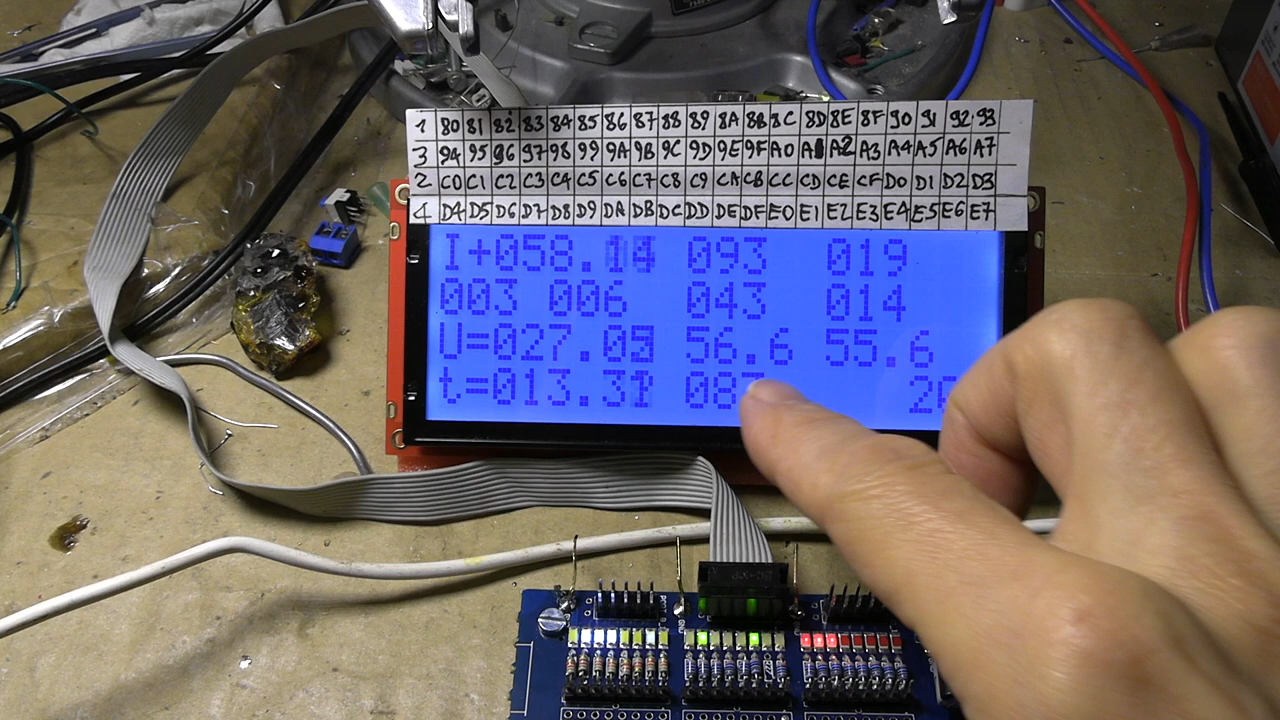 1 80 81 82 83 84 85 86 87 88 89 8A 8B 8C 8D 8E 8F 90 91 92 93
3 94 95 96 97 98 99 9A 9B 9C 9D 9E 9F A0 A1 A2 A3 A4 A5 A6 A7
2 C0 C1 C2 C3 C4 C5 C6 C7 C8 C9 CA CB CC CD CE CF D0 D1 D2 D3
4 D4 D5 D6 D7 D8 D9 DA DB DC DD DE DF E0 E1 E2 E3 E4 E5 E6 E7
I+058. 093 019
003 006 043 014
U=027.0 56.6 55.6
t=013.3
GND